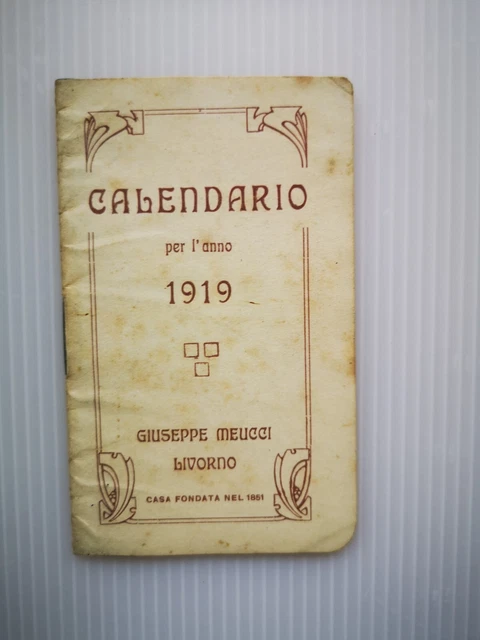 CALENDARIO
per l'anno
1919
GIUSEPPE MEUCCI
LIVORNO
CASA FONDATA NEL 1851